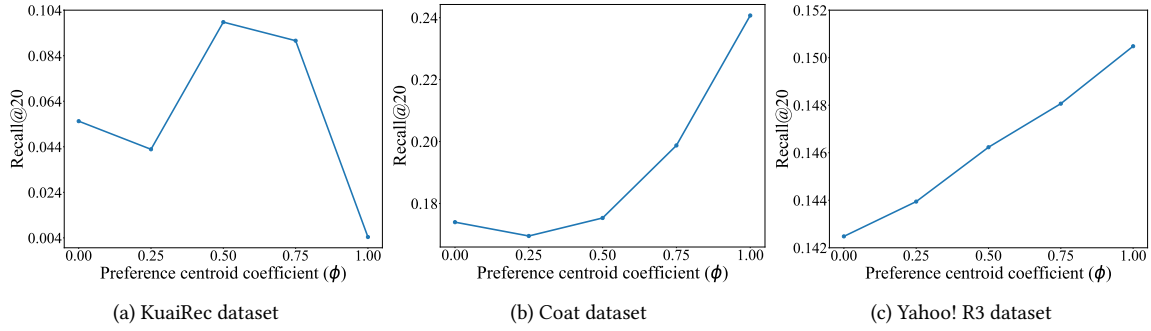 0.104
0.084
0.064
0.044
0.024
0.004
Recall@20
0.00 0.25 0.50 0.75 1.00
Preference centroid coefficient (ϕ)
(a) KuaiRec dataset
0.24
0.22
0.20
0.18
Recall@20
0.00 0.25 0.50 0.75 1.00
Preference centroid coefficient (ϕ)
(b) Coat dataset
0.152
0.150
0.148
0.146
0.144
0.142
Recall@20
0.00 0.25 0.50 0.75 1.00
Preference centroid coefficient (ϕ)
(c) Yahoo! R3 dataset